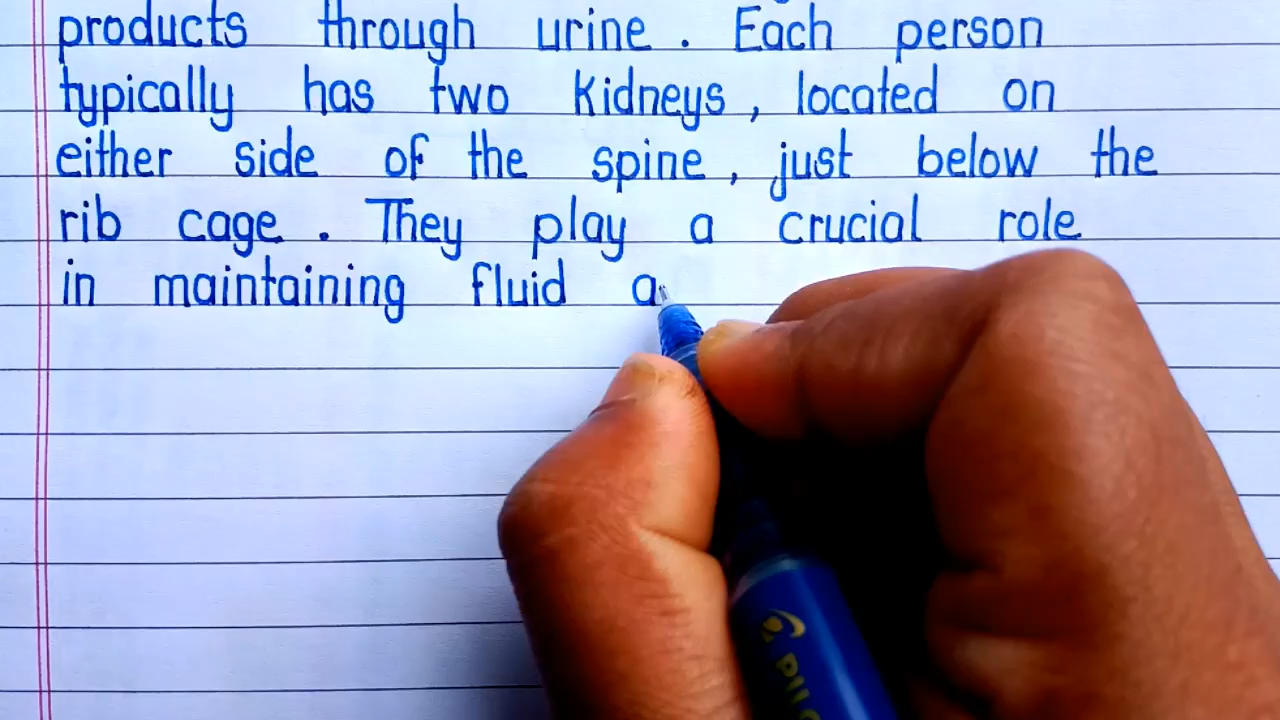 products through urine . Each person
typically has two Kidneys , located on
either side of the spine , just below the
rib cage . They play a crucial role
in maintaining fluid a
PILO